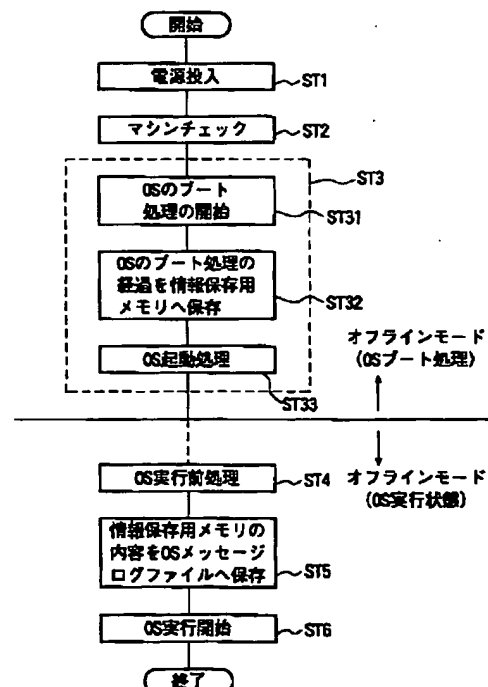 開始
電源投入
ST1
マシンチェック
ST2
ST3
OSのブート
処理の開始
ST31
OSのブート処理の
経過を情報保存用
メモリへ保存
ST32
OS起動処理
ST33
オフラインモード
(OSブート処理)
オフラインモード
(OS実行状態)
OS実行前処理
ST4
情報保存用メモリの
内容をOSメッセージ
ログファイルへ保存
ST5
OS実行開始
ST6
終了